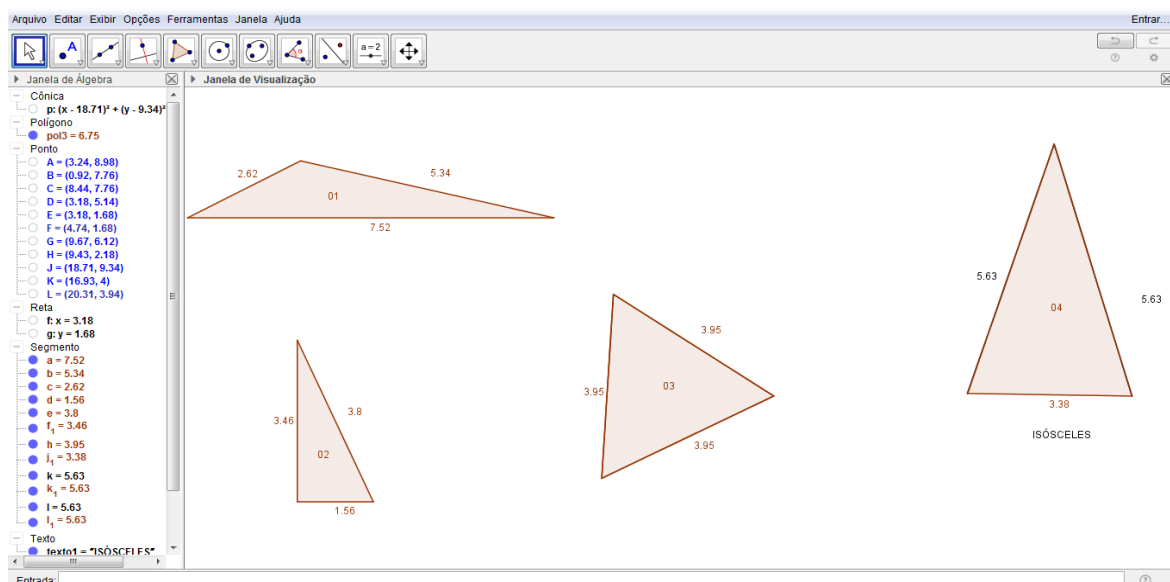 Arquivo Editar Exibir Opções Ferramentas Janela Ajuda
Entrar...
A
α
a = 2
Janela de Álgebra
Janela de Visualização
Cônica
p: (x - 18.71)² + (y - 9.34)²
Polígono
pol3 = 6.75
Ponto
A = (3.24, 8.98)
B = (0.92, 7.76)
C = (8.44, 7.76)
D = (3.18, 5.14)
E = (3.18, 1.68)
F = (4.74, 1.68)
G = (9.67, 6.12)
H = (9.43, 2.18)
J = (18.71, 9.34)
K = (16.93, 4)
L = (20.31, 3.94)
Reta
f: x = 3.18
g: y = 1.68
Segmento
a = 7.52
b = 5.34
c = 2.62
d = 1.56
e = 3.8
f₁ = 3.46
h = 3.95
j₁ = 3.38
k = 5.63
k₁ = 5.63
l = 5.63
l₁ = 5.63
Texto
texto1 = "ISÓSCELES"
Entrada:
2.62
5.34
01
7.52
3.46
3.8
02
1.56
3.95
3.95
03
3.95
5.63
5.63
04
3.38
ISÓSCELES